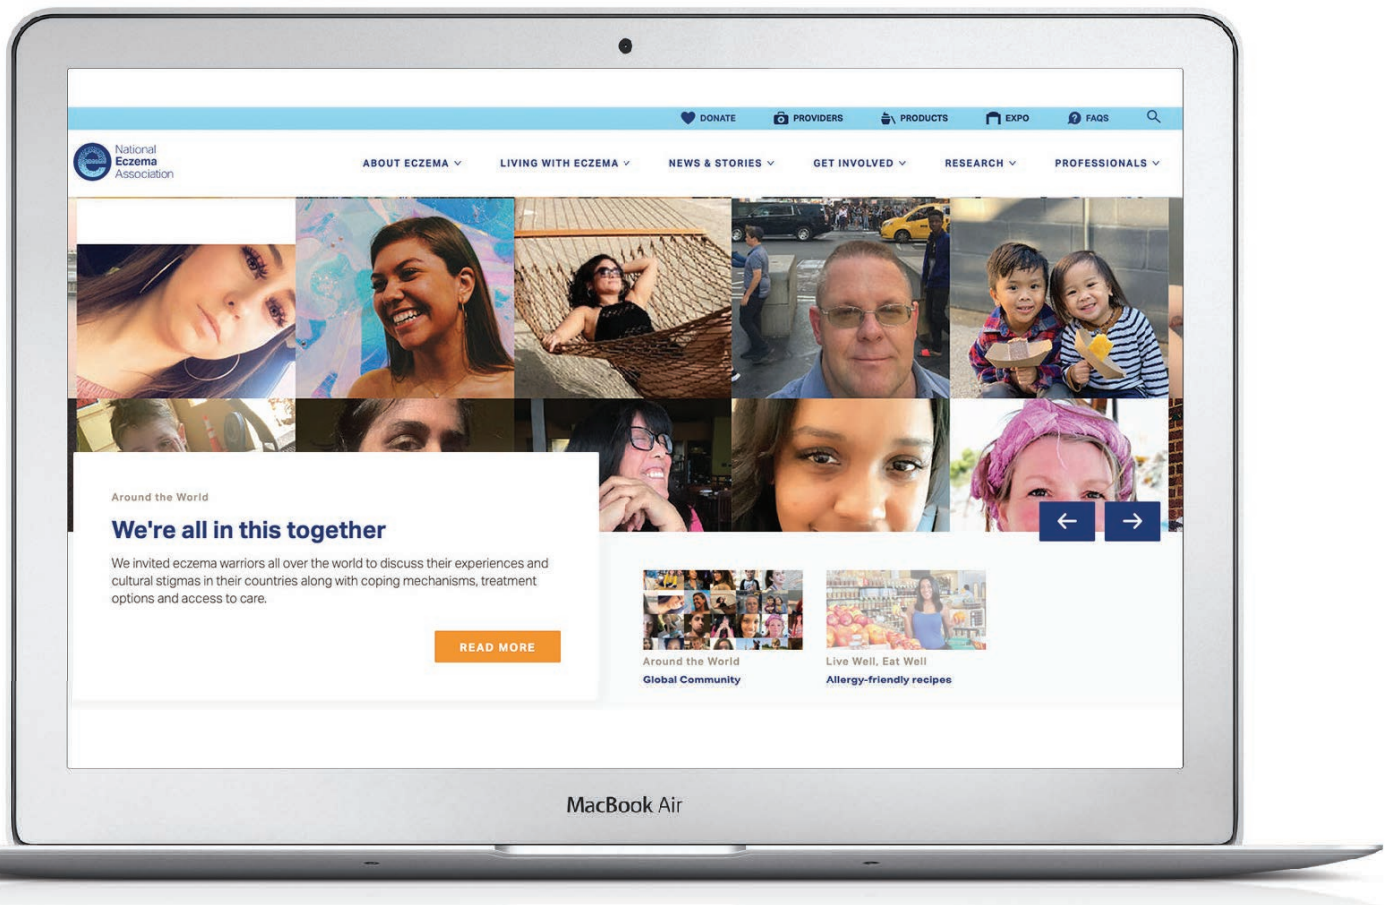 DONATE
PROVIDERS
PRODUCTS
EXPO
FAQS
National
Eczema
Association
ABOUT ECZEMA
LIVING WITH ECZEMA
NEWS & STORIES
GET INVOLVED
RESEARCH
PROFESSIONALS
Around the World
We're all in this together
We invited eczema warriors all over the world to discuss their experiences and
cultural stigmas in their countries along with coping mechanisms, treatment
options and access to care.
READ MORE
Around the World
Global Community
Live Well, Eat Well
Allergy-friendly recipes
MacBook Air